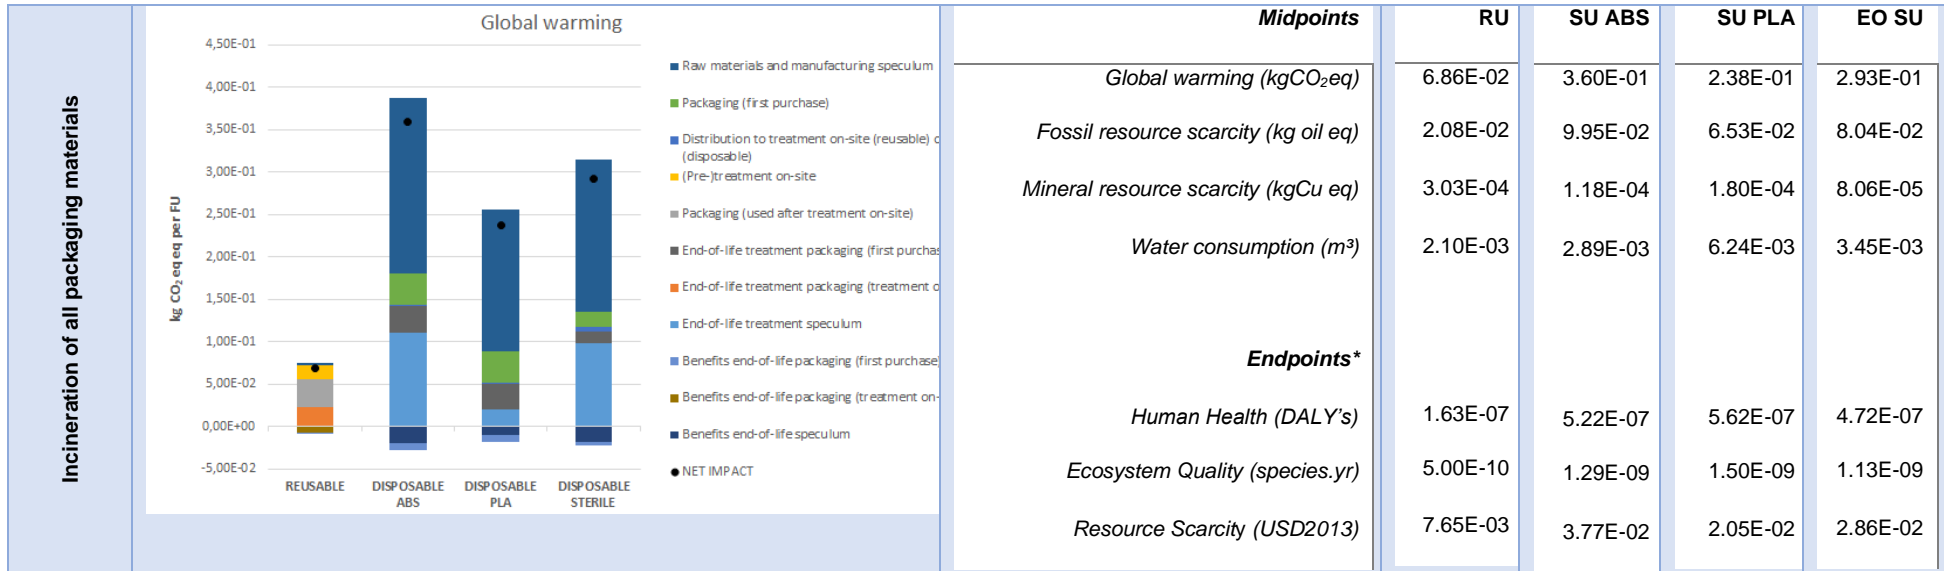 Incineration of all packaging materials
Global warming
kg CO₂ eq eq per FU
4,50E-01
4,00E-01
3,50E-01
3,00E-01
2,50E-01
2,00E-01
1,50E-01
1,00E-01
5,00E-02
0,00E+00
-5,00E-02
REUSABLE
DISPOSABLE
ABS
DISPOSABLE
PLA
DISPOSABLE
STERILE
Raw materials and manufacturing speculum
Packaging (first purchase)
Distribution to treatment on-site (reusable) o
(disposable)
(Pre-)treatment on-site
Packaging (used after treatment on-site)
End-of-life treatment packaging (first purchas
End-of-life treatment packaging (treatment o
End-of-life treatment speculum
Benefits end-of-life packaging (first purchase)
Benefits end-of-life packaging (treatment on-
Benefits end-of-life speculum
NET IMPACT
Midpoints RU SU ABS SU PLA EO SU
Global warming (kgCO₂eq) 6.86E-02 3.60E-01 2.38E-01 2.93E-01
Fossil resource scarcity (kg oil eq) 2.08E-02 9.95E-02 6.53E-02 8.04E-02
Mineral resource scarcity (kgCu eq) 3.03E-04 1.18E-04 1.80E-04 8.06E-05
Water consumption (m³) 2.10E-03 2.89E-03 6.24E-03 3.45E-03
Endpoints*
Human Health (DALY's) 1.63E-07 5.22E-07 5.62E-07 4.72E-07
Ecosystem Quality (species.yr) 5.00E-10 1.29E-09 1.50E-09 1.13E-09
Resource Scarcity (USD2013) 7.65E-03 3.77E-02 2.05E-02 2.86E-02